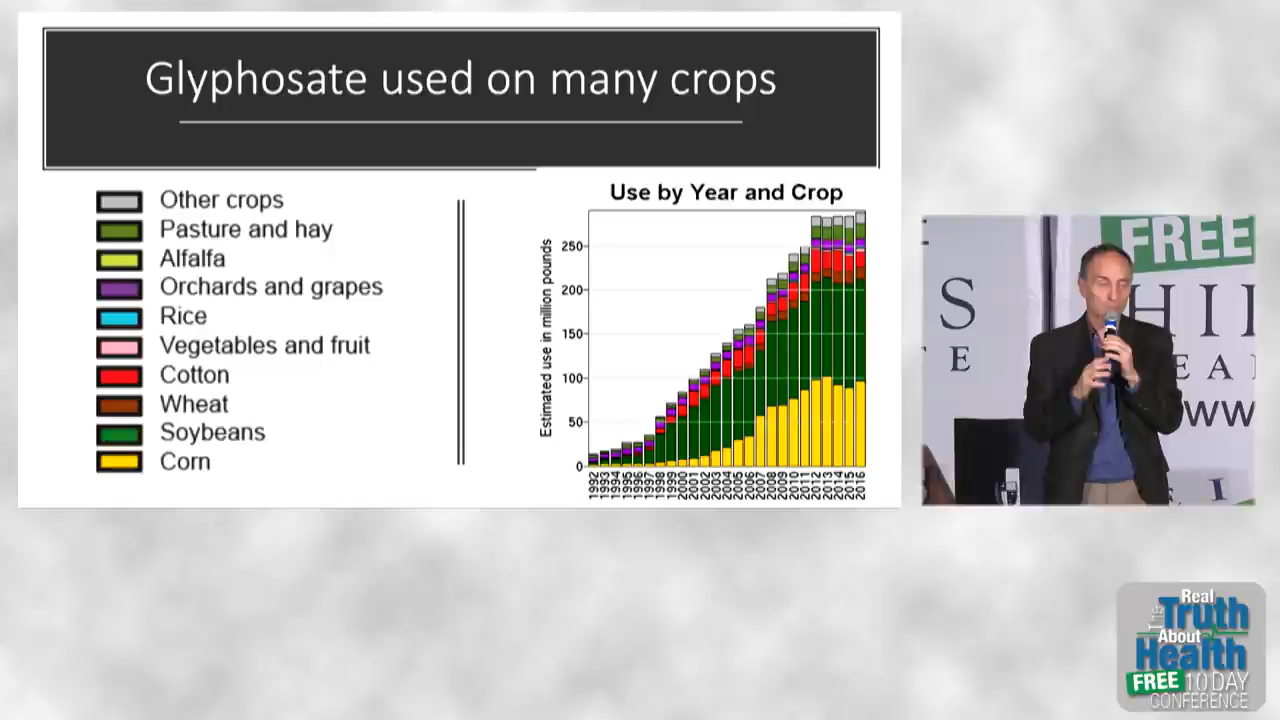 Glyphosate used on many crops
Other crops
Pasture and hay
Alfalfa
Orchards and grapes
Rice
Vegetables and fruit
Cotton
Wheat
Soybeans
Corn
Use by Year and Crop
Estimated use in million pounds
250
200
150
100
50
0
1992
1993
1994
1995
1996
1997
1998
1999
2000
2001
2002
2003
2004
2005
2006
2007
2008
2009
2010
2011
2012
2013
2014
2015
2016
FREE
S HI
E EA
WW
I
The Real
Truth
About
Health
FREE 10 DAY
CONFERENCE